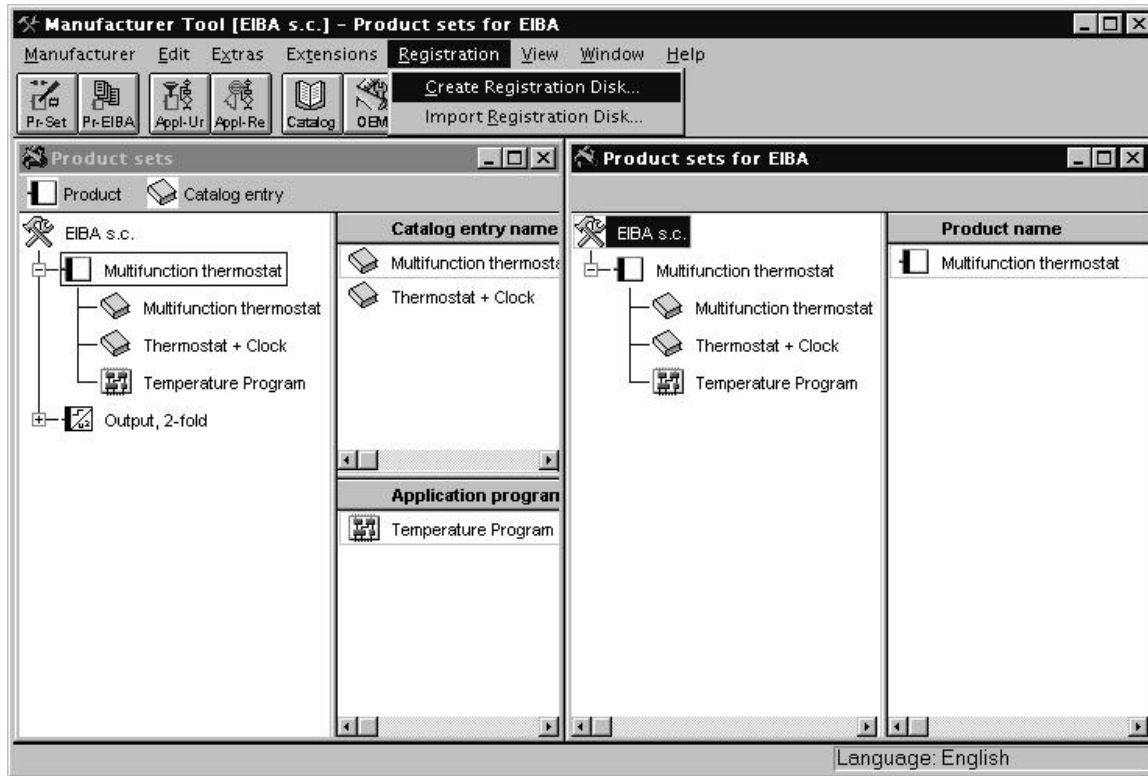 Manufacturer Tool [EIBA s.c.] - Product sets for EIBA
Manufacturer Edit Extras Extensions Registration View Window Help
Create Registration Disk...
Import Registration Disk...
Pr-Set Pr-EIBA Appl-Ur Appl-Re Catalog OEM
Product sets
Product Catalog entry
EIBA s.c.
Multifunction thermostat
Multifunction thermostat
Thermostat + Clock
Temperature Program
Output, 2-fold
Catalog entry name
Multifunction thermosta
Thermostat + Clock
Application program
Temperature Program
Product sets for EIBA
EIBA s.c.
Multifunction thermostat
Multifunction thermostat
Thermostat + Clock
Temperature Program
Product name
Multifunction thermostat
Language: English